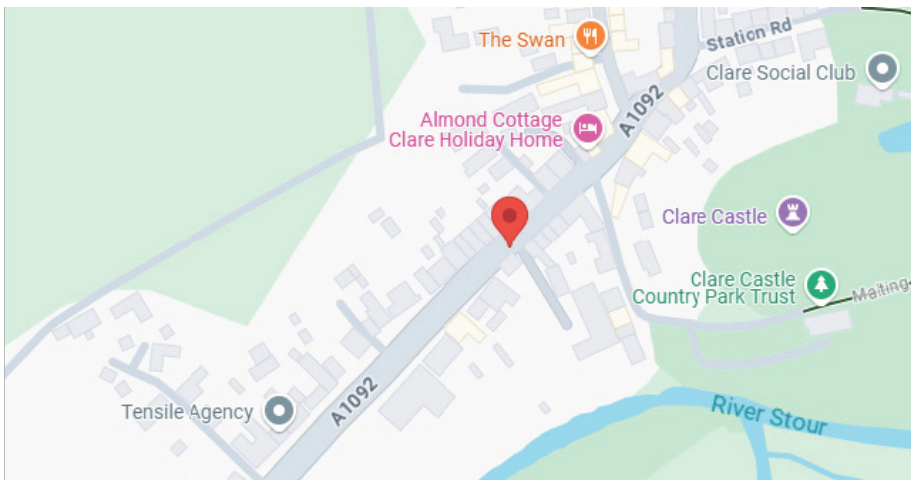 The Swan
Station Rd
Clare Social Club
A1092
Almond Cottage
Clare Holiday Home
Clare Castle
Clare Castle
Country Park Trust
Malting
A1092
Tensile Agency
River Stour